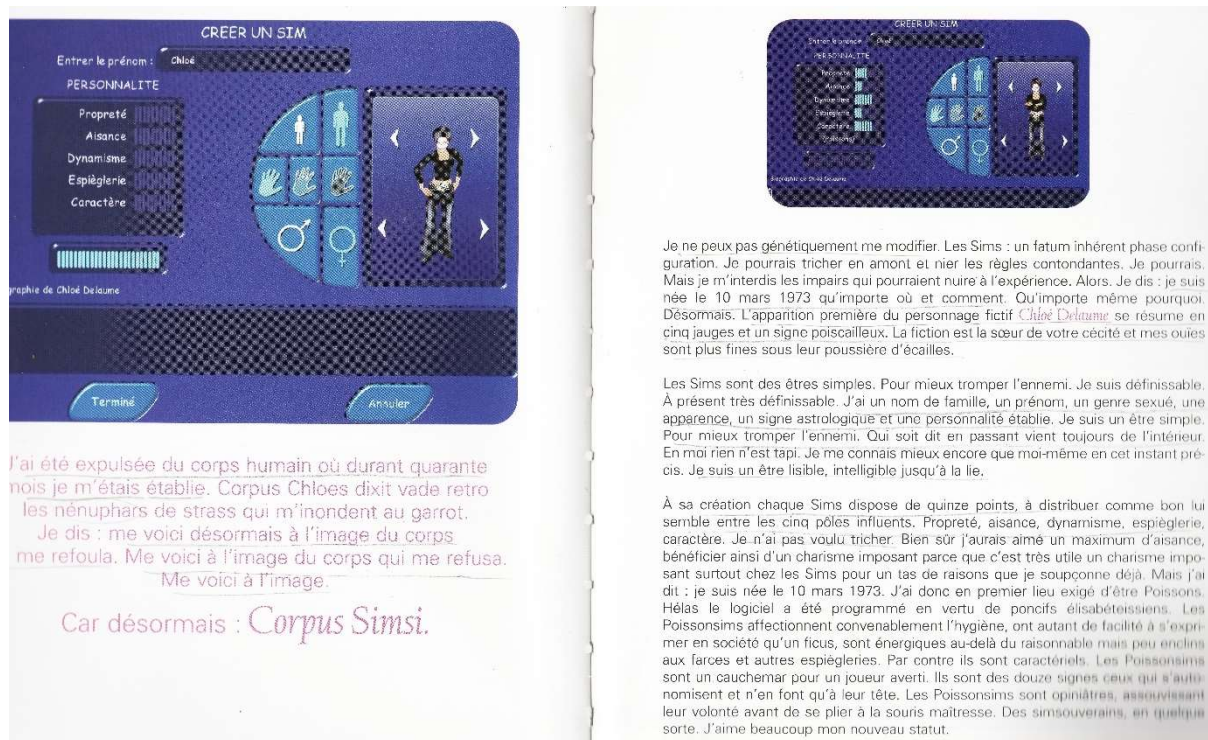 CREER UN SIM
Entrer le prénom : Chloé
PERSONNALITE
Propreté
Aisance
Dynamisme
Espièglerie
Caractère
graphie de Chloé Delaume
Terminé
Annuler
J'ai été expulsée du corps humain où durant quarante
mois je m'étais établie. Corpus Chloes dixit vade retro
les nénuphars de strass qui m'inondent au garrot.
Je dis : me voici désormais à l'image du corps
me refoula. Me voici à l'image du corps qui me refusa.
Me voici à l'image.
Car désormais : Corpus Simsi.
CREER UN SIM
Entrer le prénom : Chloé
PERSONNALITE
Propreté
Aisance
Dynamisme
Espièglerie
Caractère
(Poissons)
biographie de Chloé Delaume
Je ne peux pas génétiquement me modifier. Les Sims : un fatum inhérent phase confi-
guration. Je pourrais tricher en amont et nier les règles contondantes. Je pourrais.
Mais je m'interdis les impairs qui pourraient nuire à l'expérience. Alors. Je dis : je suis
née le 10 mars 1973 qu'importe où et comment. Qu'importe même pourquoi.
Désormais. L'apparition première du personnage fictif Chloé Delaume se résume en
cinq jauges et un signe poiscailleux. La fiction est la sœur de votre cécité et mes ouïes
sont plus fines sous leur poussière d'écailles.
Les Sims sont des êtres simples. Pour mieux tromper l'ennemi. Je suis définissable.
À présent très définissable. J'ai un nom de famille, un prénom, un genre sexué, une
apparence, un signe astrologique et une personnalité établie. Je suis un être simple.
Pour mieux tromper l'ennemi. Qui soit dit en passant vient toujours de l'intérieur.
En moi rien n'est tapi. Je me connais mieux encore que moi-même en cet instant pré-
cis. Je suis un être lisible, intelligible jusqu'à la lie.
À sa création chaque Sims dispose de quinze points, à distribuer comme bon lui
semble entre les cinq pôles influents. Propreté, aisance, dynamisme, espièglerie,
caractère. Je n'ai pas voulu tricher. Bien sûr j'aurais aimé un maximum d'aisance,
bénéficier ainsi d'un charisme imposant parce que c'est très utile un charisme impo-
sant surtout chez les Sims pour un tas de raisons que je soupçonne déjà. Mais j'ai
dit : je suis née le 10 mars 1973. J'ai donc en premier lieu exigé d'être Poissons.
Hélas le logiciel a été programmé en vertu de poncifs élisabéteissiens. Les
Poissonsims affectionnent convenablement l'hygiène, ont autant de facilité à s'expri-
mer en société qu'un ficus, sont énergiques au-delà du raisonnable mais peu enclins
aux farces et autres espiègleries. Par contre ils sont caractériels. Les Poissonsims
sont un cauchemar pour un joueur averti. Ils sont des douze signes ceux qui s'auto-
nomisent et n'en font qu'à leur tête. Les Poissonsims sont opiniâtres, assouvissant
leur volonté avant de se plier à la souris maîtresse. Des simsouverains, en quelque
sorte. J'aime beaucoup mon nouveau statut.